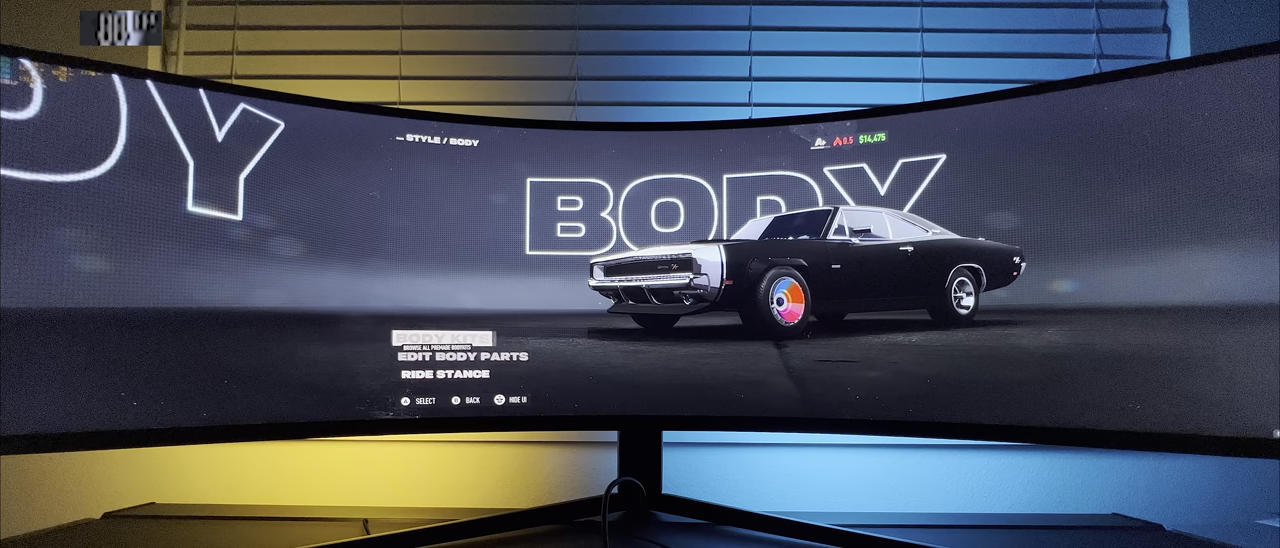 DY
STYLE / BODY
A+ 0.5 $14,475
BODY
R/T
BODY KITS
BROWSE ALL PREMADE BODYKITS
EDIT BODY PARTS
RIDE STANCE
SELECT BACK HIDE UI